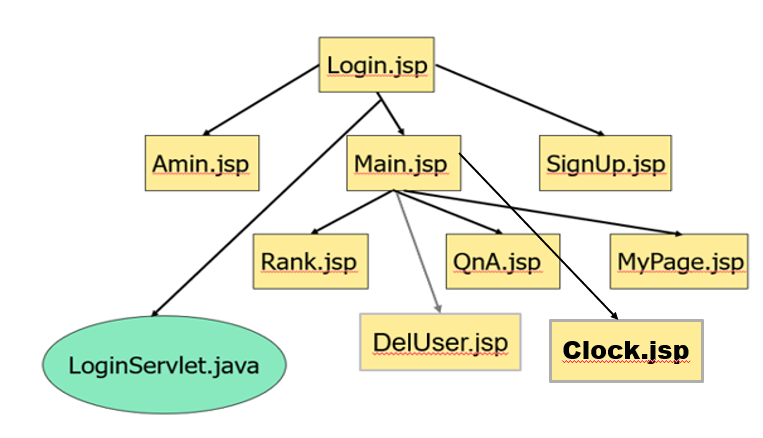 Login.jsp
Amin.jsp
Main.jsp
SignUp.jsp
Rank.jsp
QnA.jsp
MyPage.jsp
LoginServlet.java
DelUser.jsp
Clock.jsp